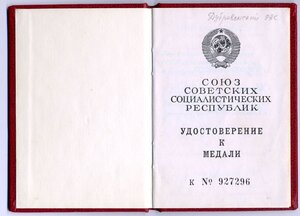 СОЮЗ
СОВЕТСКИХ
СОЦИАЛИСТИЧЕСКИХ
РЕСПУБЛИК
УДОСТОВЕРЕНИЕ
К
МЕДАЛИ
К № 927296